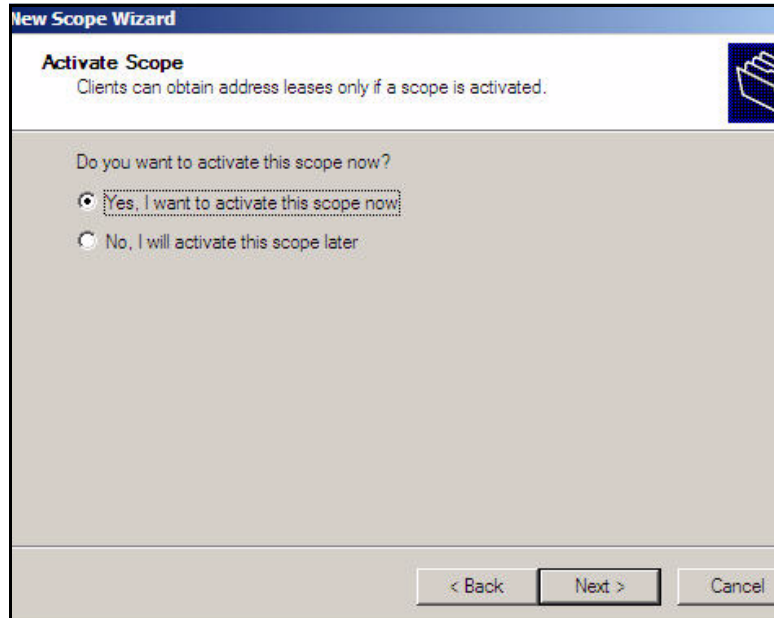 New Scope Wizard
Activate Scope
Clients can obtain address leases only if a scope is activated.
Do you want to activate this scope now?
Yes, I want to activate this scope now
No, I will activate this scope later
< Back Next > Cancel